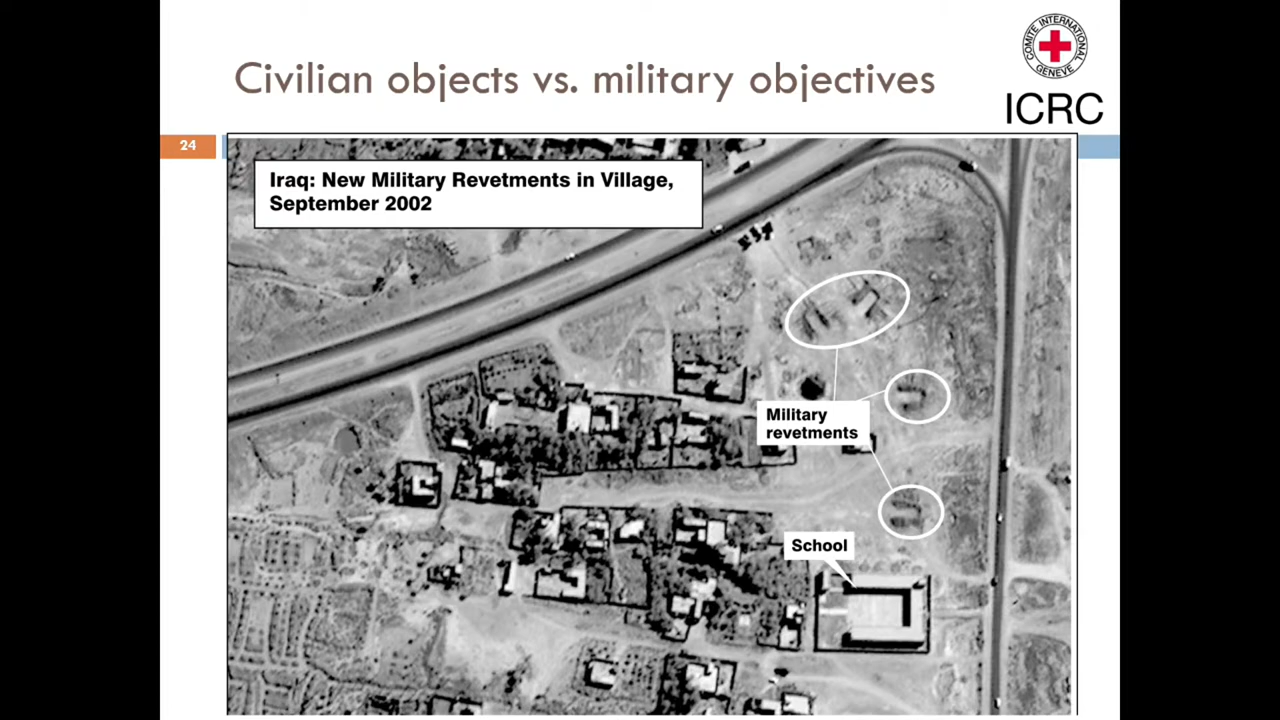 Civilian objects vs. military objectives
COMITE INTERNATIONAL
GENEVE
ICRC
24
Iraq: New Military Revetments in Village,
September 2002
Military
revetments
School